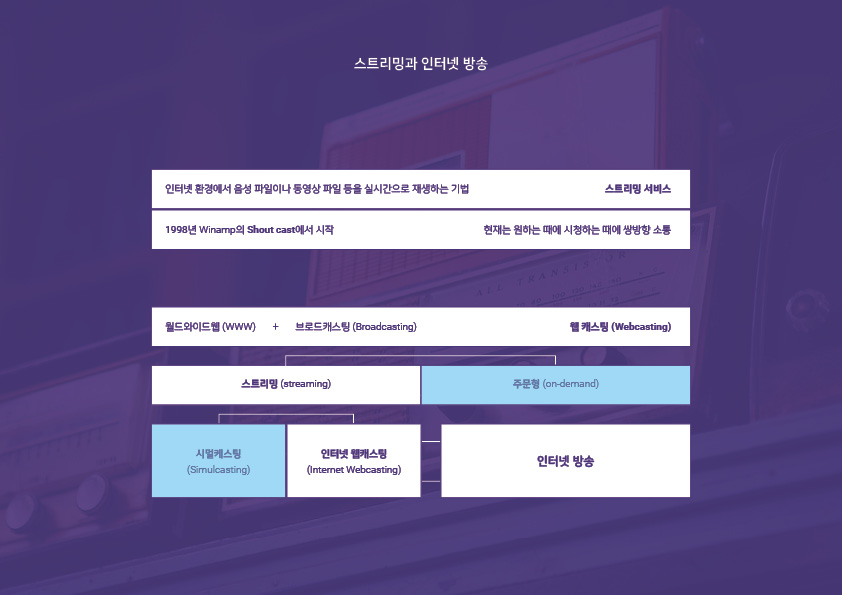 스트리밍과 인터넷 방송
인터넷 환경에서 음성 파일이나 동영상 파일 등을 실시간으로 재생하는 기법 스트리밍 서비스
1998년 Winamp의 Shout cast에서 시작 현재는 원하는 때에 시청하는 때에 쌍방향 소통
ALL TRANSISTOR
월드와이드웹 (WWW) + 브로드캐스팅 (Broadcasting) 웹 캐스팅 (Webcasting)
스트리밍 (streaming) 주문형 (on-demand)
시멀케스팅
(Simulcasting)
인터넷 웹캐스팅
(Internet Webcasting)
인터넷 방송